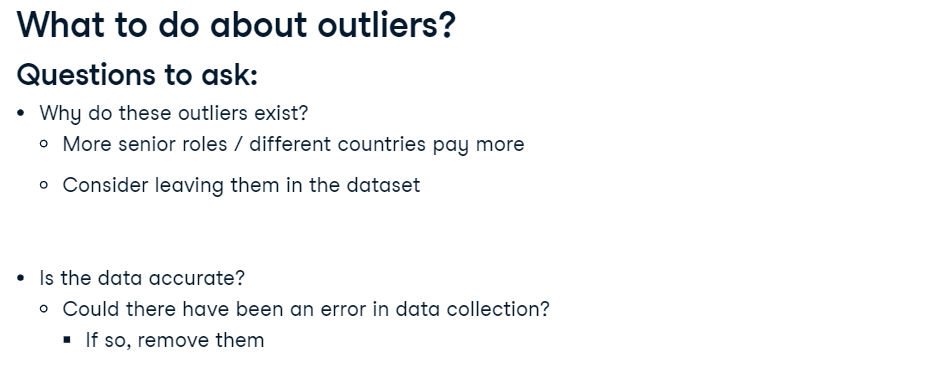 What to do about outliers?
Questions to ask:
• Why do these outliers exist?
◦ More senior roles / different countries pay more
◦ Consider leaving them in the dataset
• Is the data accurate?
◦ Could there have been an error in data collection?
▪ If so, remove them